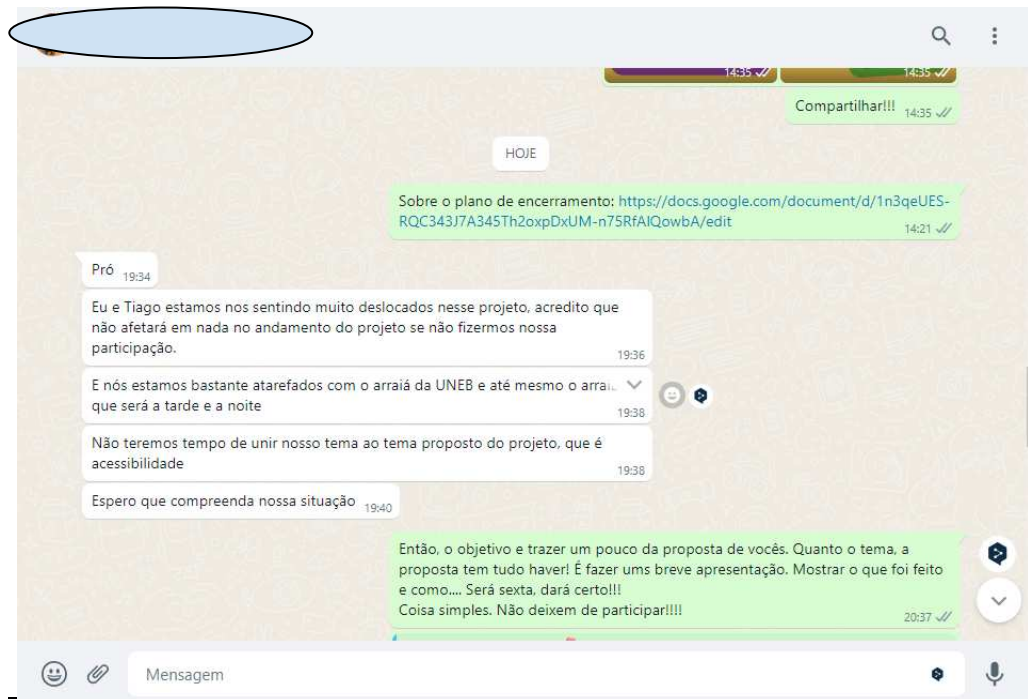 14:35 14:35
Compartilhar!!! 14:35
HOJE
Sobre o plano de encerramento: https://docs.google.com/document/d/1n3qeUES-
RQC343J7A345Th2oxpDxUM-n75RfAIQowbA/edit
14:21
Pró 19:34
Eu e Tiago estamos nos sentindo muito deslocados nesse projeto, acredito que
não afetará em nada no andamento do projeto se não fizermos nossa
participação.
19:36
E nós estamos bastante atarefados com o arraiá da UNEB e até mesmo o arrai...
que será a tarde e a noite
19:38
Não teremos tempo de unir nosso tema ao tema proposto do projeto, que é
acessibilidade
19:38
Espero que compreenda nossa situação 19:40
Então, o objetivo e trazer um pouco da proposta de vocês. Quanto o tema, a
proposta tem tudo haver! É fazer ums breve apresentação. Mostrar o que foi feito
e como.... Será sexta, dará certo!!!
Coisa simples. Não deixem de participar!!!!
20:37
Mensagem